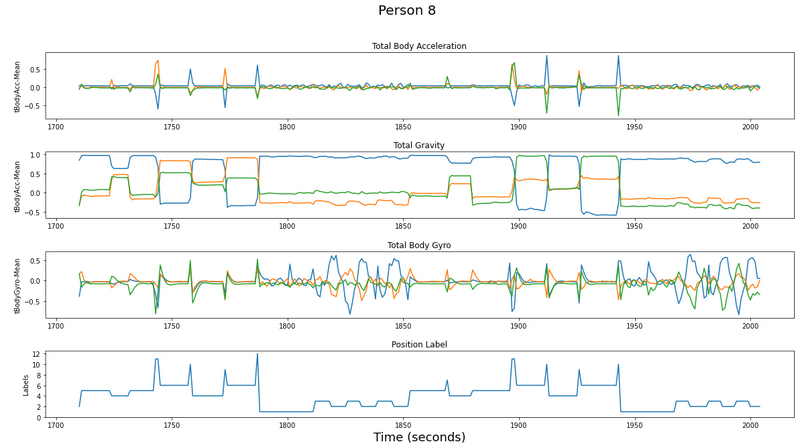 Person 8
Total Body Acceleration
tBodyAcc-Mean
0.5
0.0
−0.5
1700 1750 1800 1850 1900 1950 2000
Total Gravity
tBodyAcc-Mean
1.0
0.5
0.0
−0.5
1700 1750 1800 1850 1900 1950 2000
Total Body Gyro
tBodyGyro-Mean
0.5
0.0
−0.5
1700 1750 1800 1850 1900 1950 2000
Position Label
Labels
12
10
8
6
4
2
0
1700 1750 1800 1850 1900 1950 2000
Time (seconds)